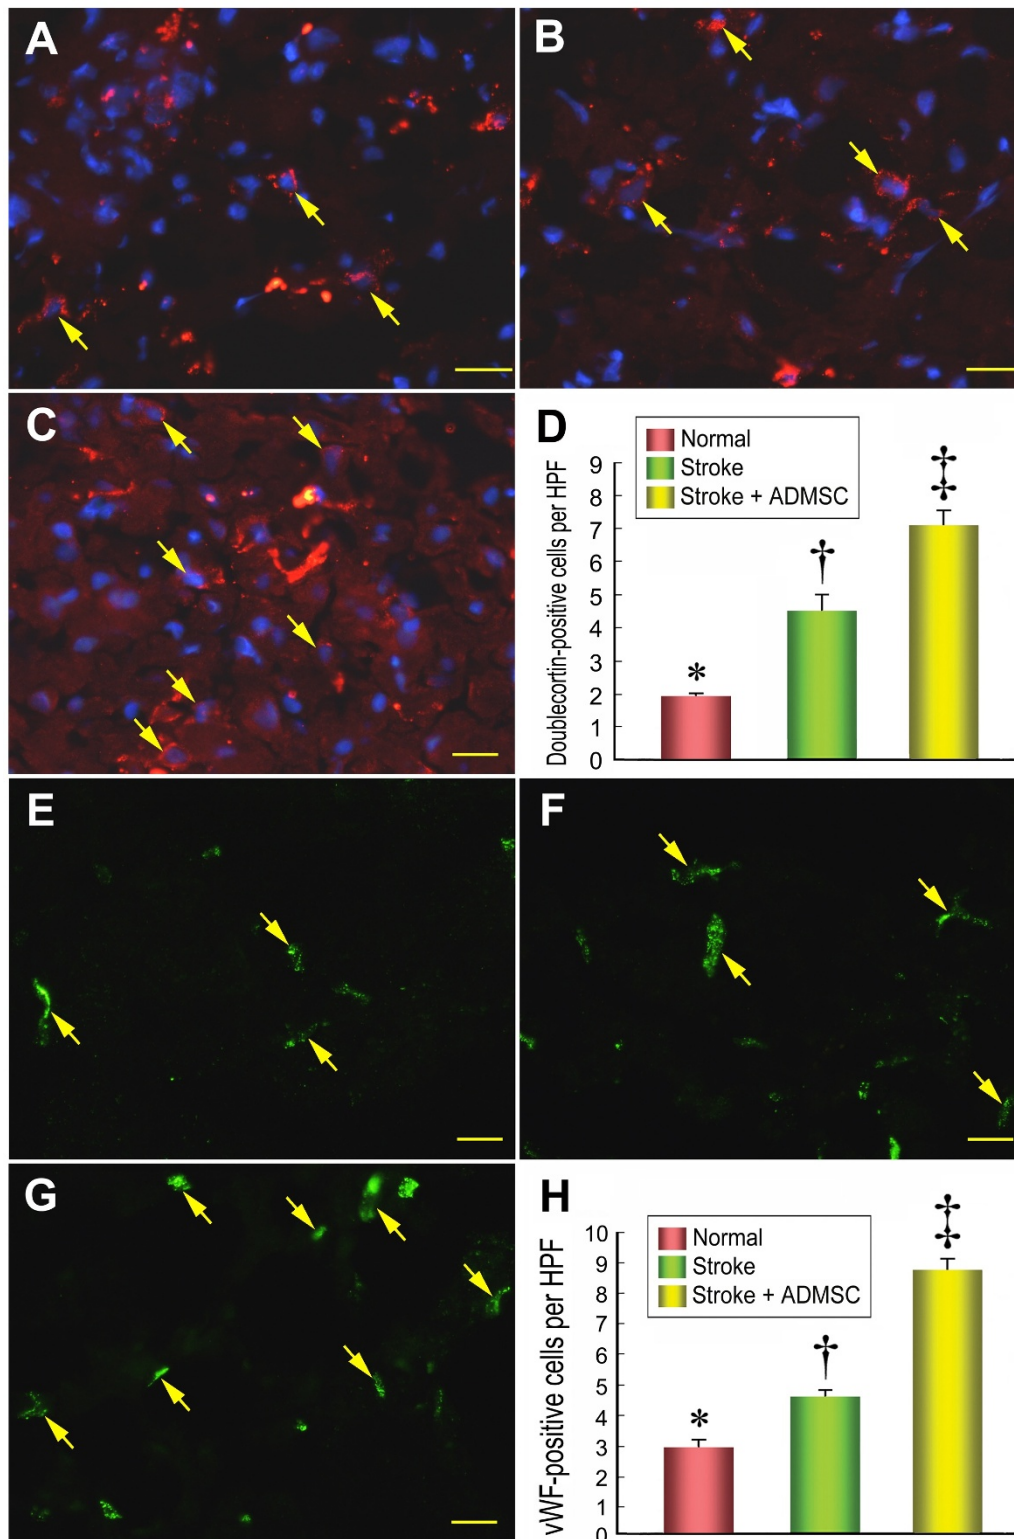 A
B
C
D
Normal
Stroke
Stroke + ADMSC
Doublecortin-positive cells per HPF
9
8
7
6
5
4
3
2
1
0
*
†
‡
E
F
G
H
Normal
Stroke
Stroke + ADMSC
vWF-positive cells per HPF
10
9
8
7
6
5
4
3
2
1
0
*
†
‡